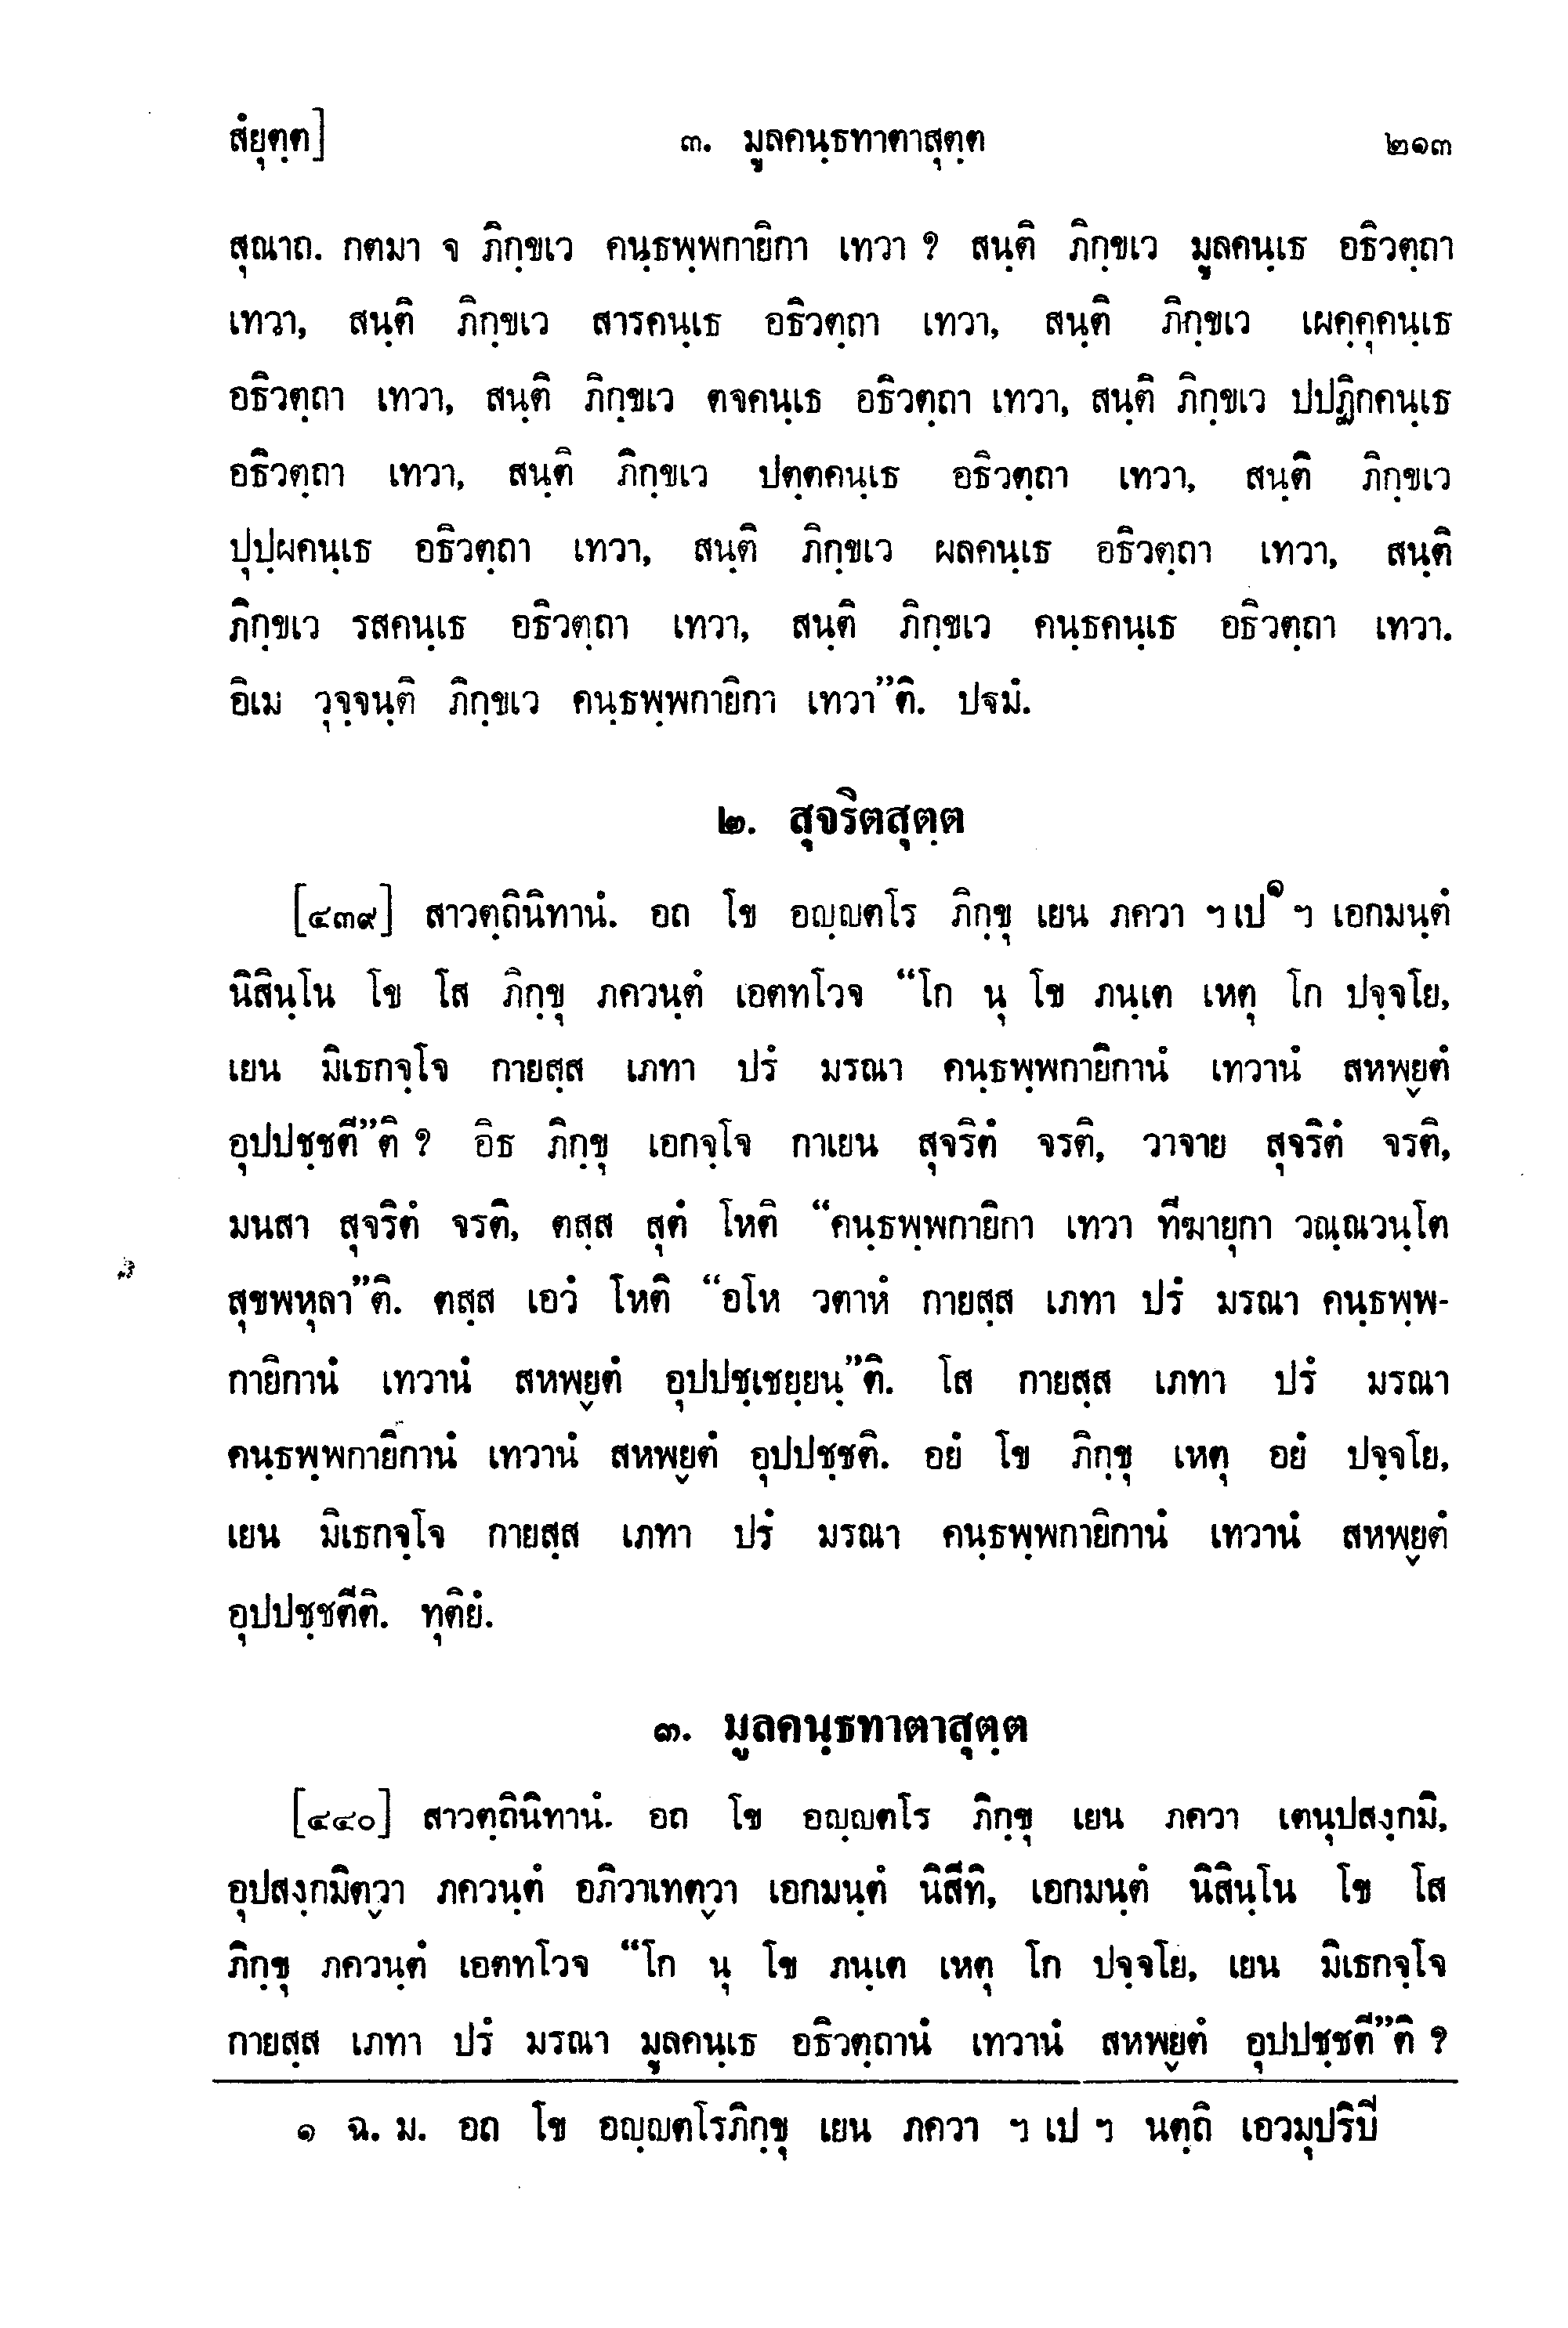 สํยุตฺต] ๓. มูลคนฺธทาตาสุตฺต ๒๑๓
สุณาถ. กตมา จ ภิกฺขเว คนฺธพฺพกายิกา เทวา ? สนฺติ ภิกฺขเว มูลคนฺเธ อธิวตฺถา
เทวา, สนฺติ ภิกฺขเว สารคนฺเธ อธิวตฺถา เทวา, สนฺติ ภิกฺขเว เผคฺคุคนฺเธ
อธิวตฺถา เทวา, สนฺติ ภิกฺขเว ตจคนฺเธ อธิวตฺถา เทวา, สนฺติ ภิกฺขเว ปปฏิกคนฺเธ
อธิวตฺถา เทวา, สนฺติ ภิกฺขเว ปตฺตคนฺเธ อธิวตฺถา เทวา, สนฺติ ภิกฺขเว
ปุปฺผคนฺเธ อธิวตฺถา เทวา, สนฺติ ภิกฺขเว ผลคนฺเธ อธิวตฺถา เทวา, สนฺติ
ภิกฺขเว รสคนฺเธ อธิวตฺถา เทวา, สนฺติ ภิกฺขเว คนฺธคนฺเธ อธิวตฺถา เทวา.
อิเม วุจฺจนฺติ ภิกฺขเว คนฺธพฺพกายิกา เทวา”ติ. ปฐมํ.
๒. สุจริตสุตฺต
[๔๓๙] สาวตฺถินิทานํ. อถ โข อญฺญตโร ภิกฺขุ เยน ภควา ฯ เป ๑ ฯ เอกมนฺตํ
นิสินฺโน โข โส ภิกฺขุ ภควนฺตํ เอตทโวจ “โก นุ โข ภนฺเต เหตุ โก ปจฺจโย,
เยน มิเธกจฺโจ กายสฺส เภทา ปรํ มรณา คนฺธพฺพกายิกานํ เทวานํ สหพฺยตํ
อุปปชฺชตี”ติ ? อิธ ภิกฺขุ เอกจฺโจ กาเยน สุจริตํ จรติ, วาจาย สุจริตํ จรติ,
มนสา สุจริตํ จรติ, ตสฺส สุตํ โหติ “คนฺธพฺพกายิกา เทวา ทีฆายุกา วณฺณวนฺโต
สุขพหุลา”ติ. ตสฺส เอวํ โหติ “อโห วตาหํ กายสฺส เภทา ปรํ มรณา คนฺธพฺพ-
กายิกานํ เทวานํ สหพฺยตํ อุปปชฺเชยฺยนฺ”ติ. โส กายสฺส เภทา ปรํ มรณา
คนฺธพฺพกายิกานํ เทวานํ สหพฺยตํ อุปปชฺชติ. อยํ โข ภิกฺขุ เหตุ อยํ ปจฺจโย,
เยน มิเธกจฺโจ กายสฺส เภทา ปรํ มรณา คนฺธพฺพกายิกานํ เทวานํ สหพฺยตํ
อุปปชฺชตีติ. ทุติยํ.
๓. มูลคนฺธทาตาสุตฺต
[๔๔๐] สาวตฺถินิทานํ. อถ โข อญฺญตโร ภิกฺขุ เยน ภควา เตนุปสงฺกมิ,
อุปสงฺกมิตฺวา ภควนฺตํ อภิวาเทตฺวา เอกมนฺตํ นิสีทิ, เอกมนฺตํ นิสินฺโน โข โส
ภิกฺขุ ภควนฺตํ เอตทโวจ “โก นุ โข ภนฺเต เหตุ โก ปจฺจโย, เยน มิเธกจฺโจ
กายสฺส เภทา ปรํ มรณา มูลคนฺเธ อธิวตฺถานํ เทวานํ สหพฺยตํ อุปปชฺชตี”ติ ?
๑ ฉ. ม. อถ โข อญฺญตโรภิกฺขุ เยน ภควา ฯ เป ฯ นตฺถิ เอวมุปริปี